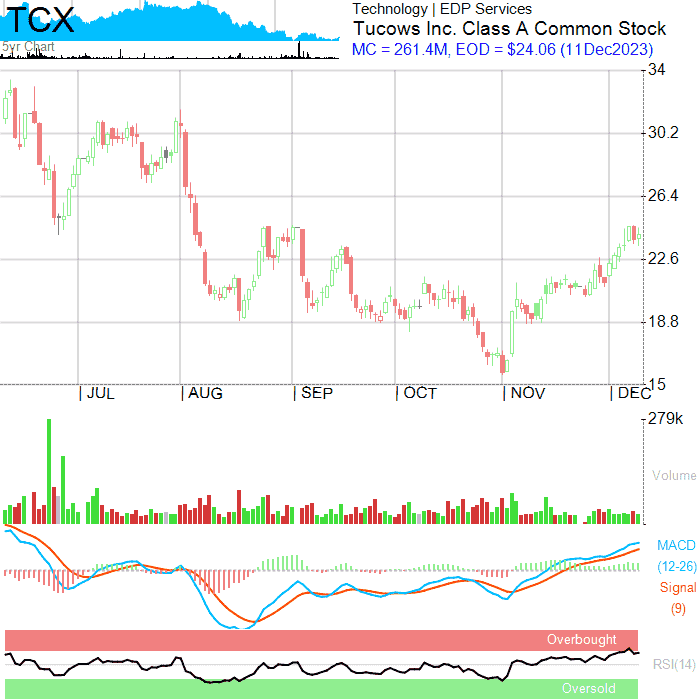 TCX
5yr Chart
Technology | EDP Services
Tucows Inc. Class A Common Stock
MC = 261.4M, EOD = $24.06 (11Dec2023)
34
30.2
26.4
22.6
18.8
15
JUL
AUG
SEP
OCT
NOV
DEC
279k
Volume
MACD
(12-26)
Signal
(9)
Overbought
RSI(14)
Oversold